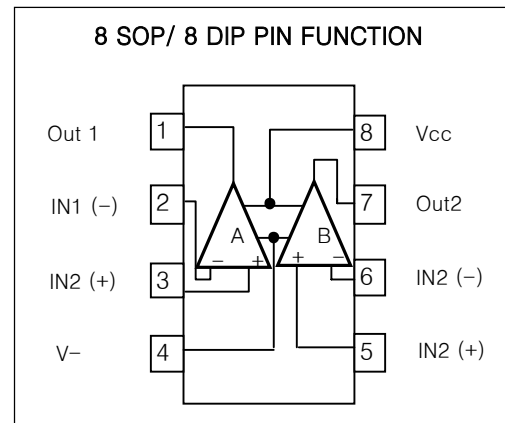 8 SOP/ 8 DIP PIN FUNCTION
Out 1 1 8 Vcc
IN1 (-) 2 7 Out2
A B
- + + -
IN2 (+) 3 6 IN2 (-)
V- 4 5 IN2 (+)